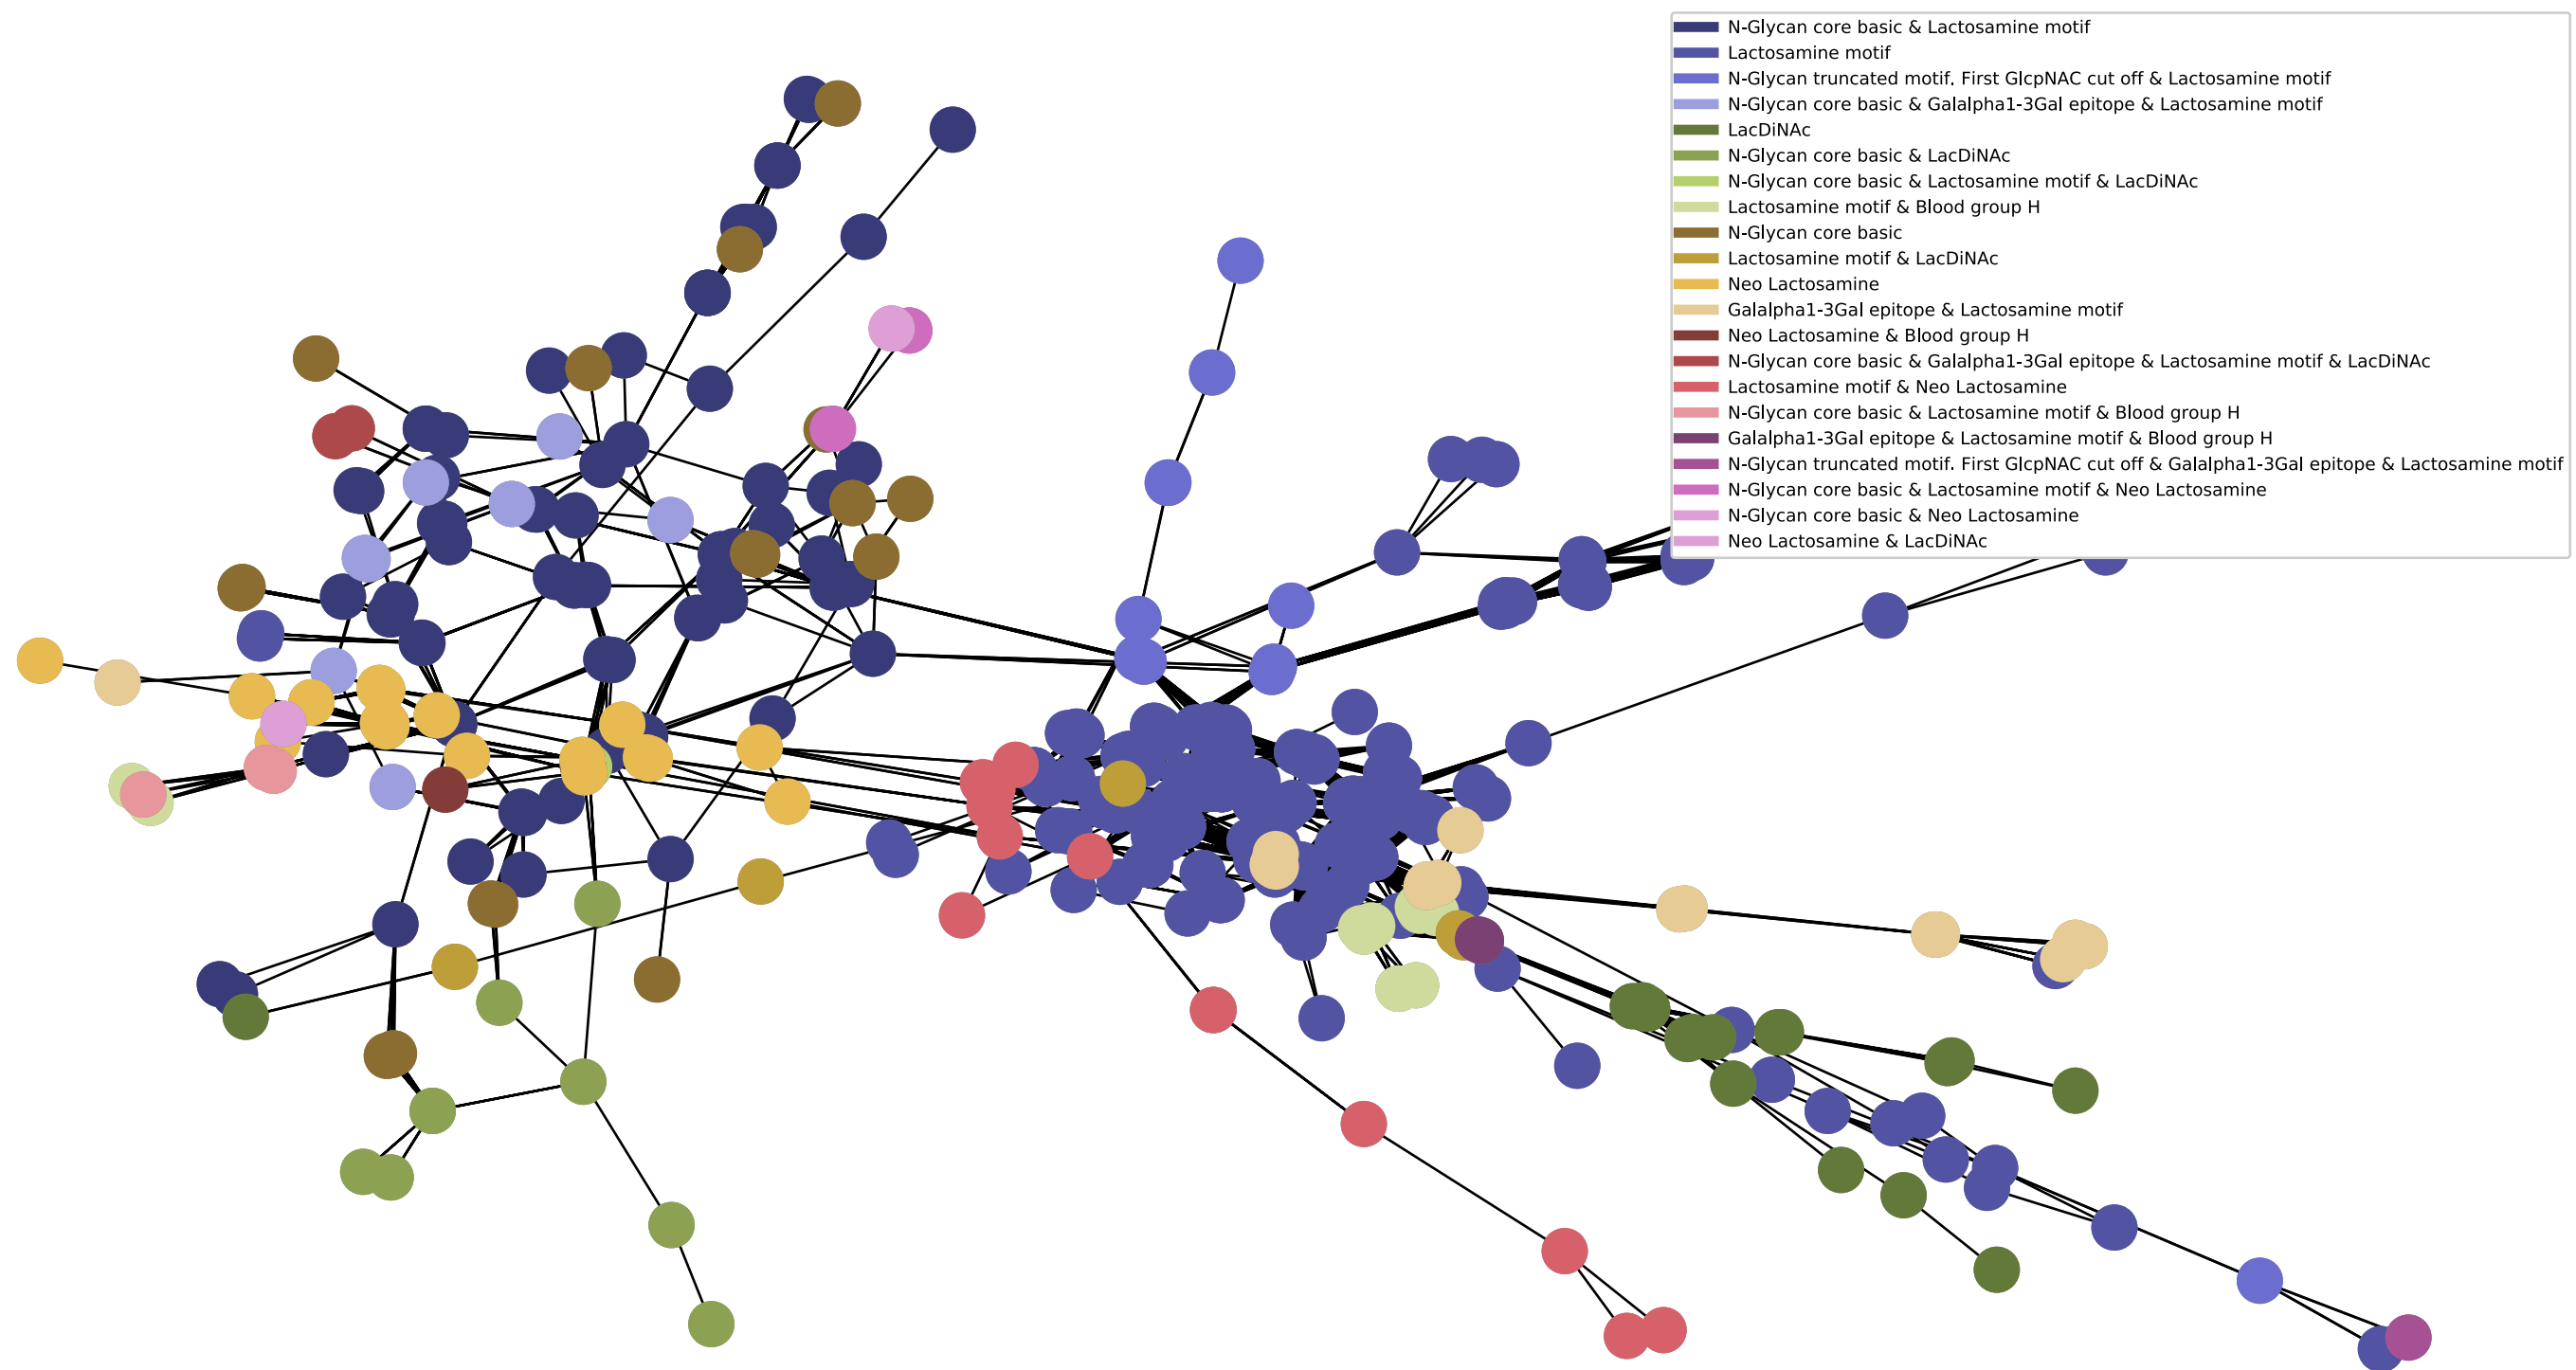 N-Glycan core basic & Lactosamine motif
Lactosamine motif
N-Glycan truncated motif. First GlcpNAC cut off & Lactosamine motif
N-Glycan core basic & Galalpha1-3Gal epitope & Lactosamine motif
LacDiNAc
N-Glycan core basic & LacDiNAc
N-Glycan core basic & Lactosamine motif & LacDiNAc
Lactosamine motif & Blood group H
N-Glycan core basic
Lactosamine motif & LacDiNAc
Neo Lactosamine
Galalpha1-3Gal epitope & Lactosamine motif
Neo Lactosamine & Blood group H
N-Glycan core basic & Galalpha1-3Gal epitope & Lactosamine motif & LacDiNAc
Lactosamine motif & Neo Lactosamine
N-Glycan core basic & Lactosamine motif & Blood group H
Galalpha1-3Gal epitope & Lactosamine motif & Blood group H
N-Glycan truncated motif. First GlcpNAC cut off & Galalpha1-3Gal epitope & Lactosamine motif
N-Glycan core basic & Lactosamine motif & Neo Lactosamine
N-Glycan core basic & Neo Lactosamine
Neo Lactosamine & LacDiNAc